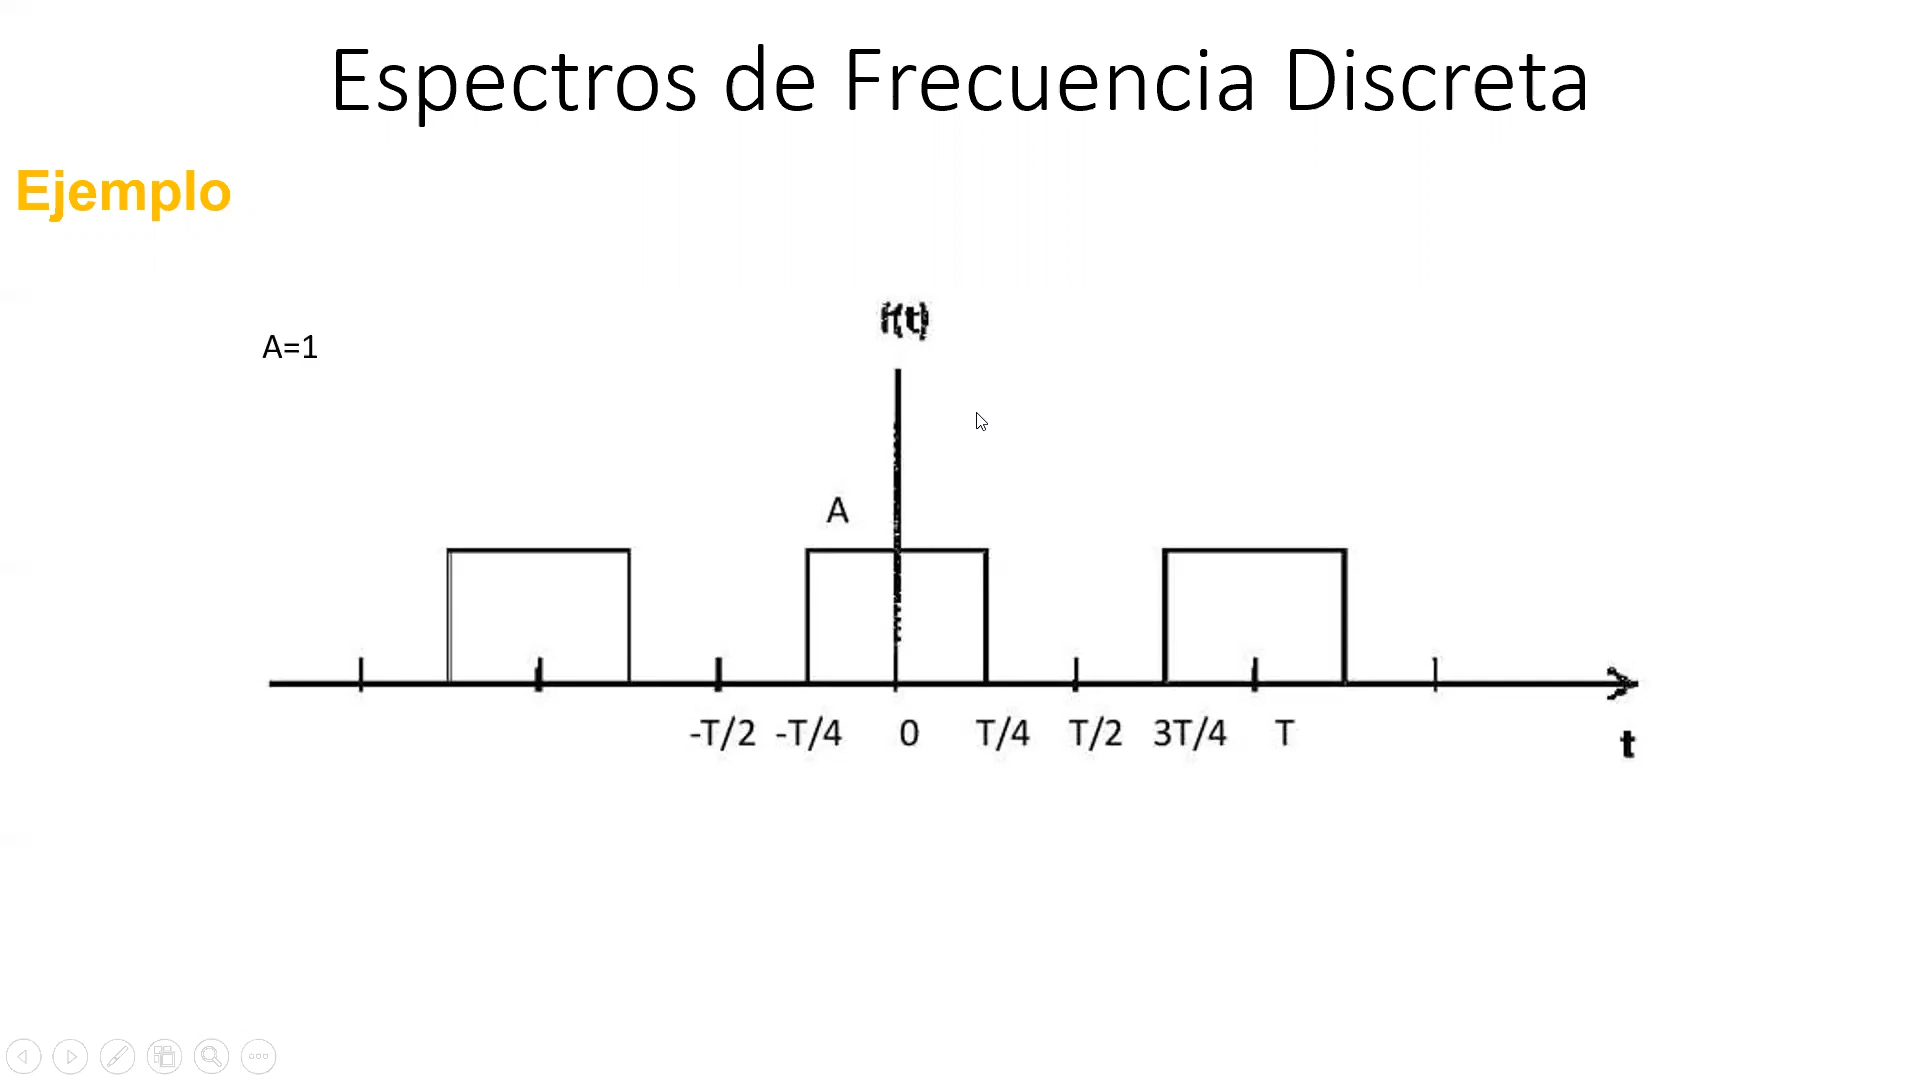 Espectros de Frecuencia Discreta
Ejemplo
f(t)
A=1
A
-T/2 -T/4 0 T/4 T/2 3T/4 T
t